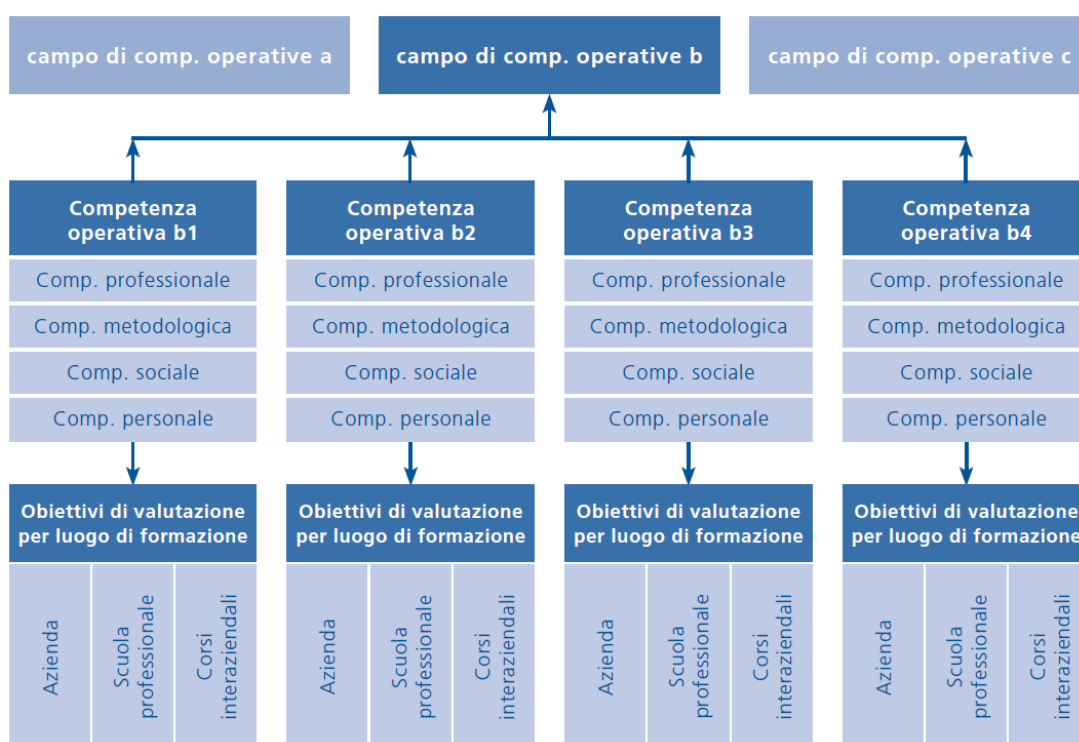 campo di comp. operative a
campo di comp. operative b
campo di comp. operative c
Competenza
operativa b1
Comp. professionale
Comp. metodologica
Comp. sociale
Comp. personale
Obiettivi di valutazione
per luogo di formazione
Azienda
Scuola
professionale
Corsi
interaziendali
Competenza
operativa b2
Comp. professionale
Comp. metodologica
Comp. sociale
Comp. personale
Obiettivi di valutazione
per luogo di formazione
Azienda
Scuola
professionale
Corsi
interaziendali
Competenza
operativa b3
Comp. professionale
Comp. metodologica
Comp. sociale
Comp. personale
Obiettivi di valutazione
per luogo di formazione
Azienda
Scuola
professionale
Corsi
interaziendali
Competenza
operativa b4
Comp. professionale
Comp. metodologica
Comp. sociale
Comp. personale
Obiettivi di valutazione
per luogo di formazione
Azienda
Scuola
professionale
Corsi
interaziendali